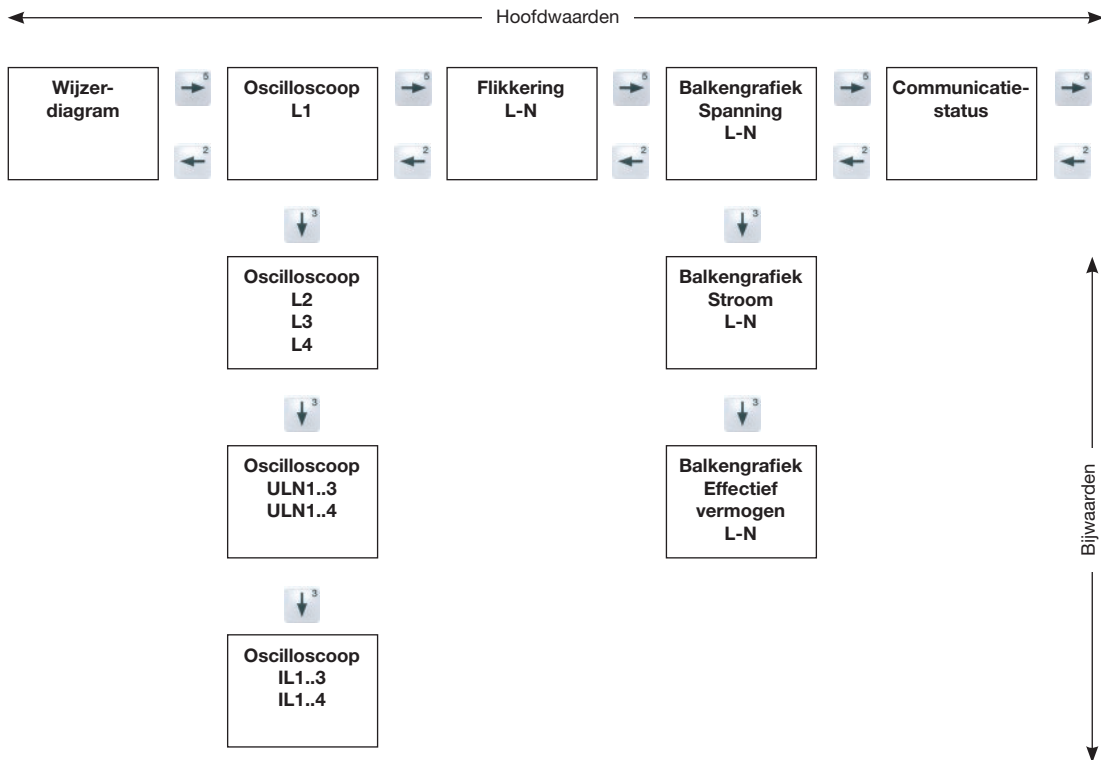 Hoofdwaarden
Wijzer-
diagram
5
2
Oscilloscoop
L1
5
2
Flikkering
L-N
5
2
Balkengrafiek
Spanning
L-N
5
2
Communicatie-
status
5
2
3
3
Oscilloscoop
L2
L3
L4
Balkengrafiek
Stroom
L-N
3
3
Oscilloscoop
ULN1..3
ULN1..4
Balkengrafiek
Effectief
vermogen
L-N
3
Oscilloscoop
IL1..3
IL1..4
Bijwaarden